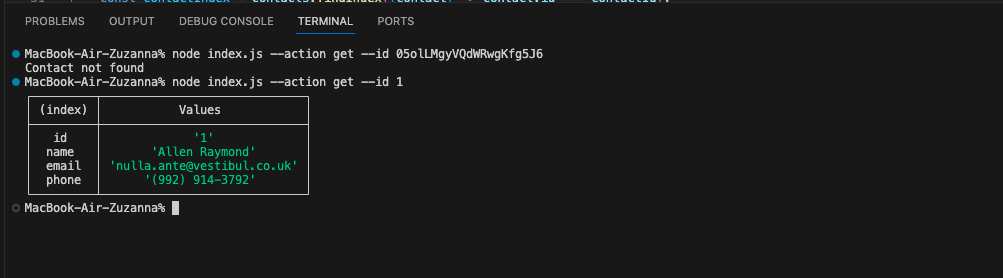 PROBLEMS OUTPUT DEBUG CONSOLE TERMINAL PORTS
MacBook-Air-Zuzanna% node index.js --action get --id 05olLMgyVQdWRwgKfg5J6
Contact not found
MacBook-Air-Zuzanna% node index.js --action get --id 1
(index) Values
id '1'
name 'Allen Raymond'
email 'nulla.ante@vestibul.co.uk'
phone '(992) 914-3792'
MacBook-Air-Zuzanna%